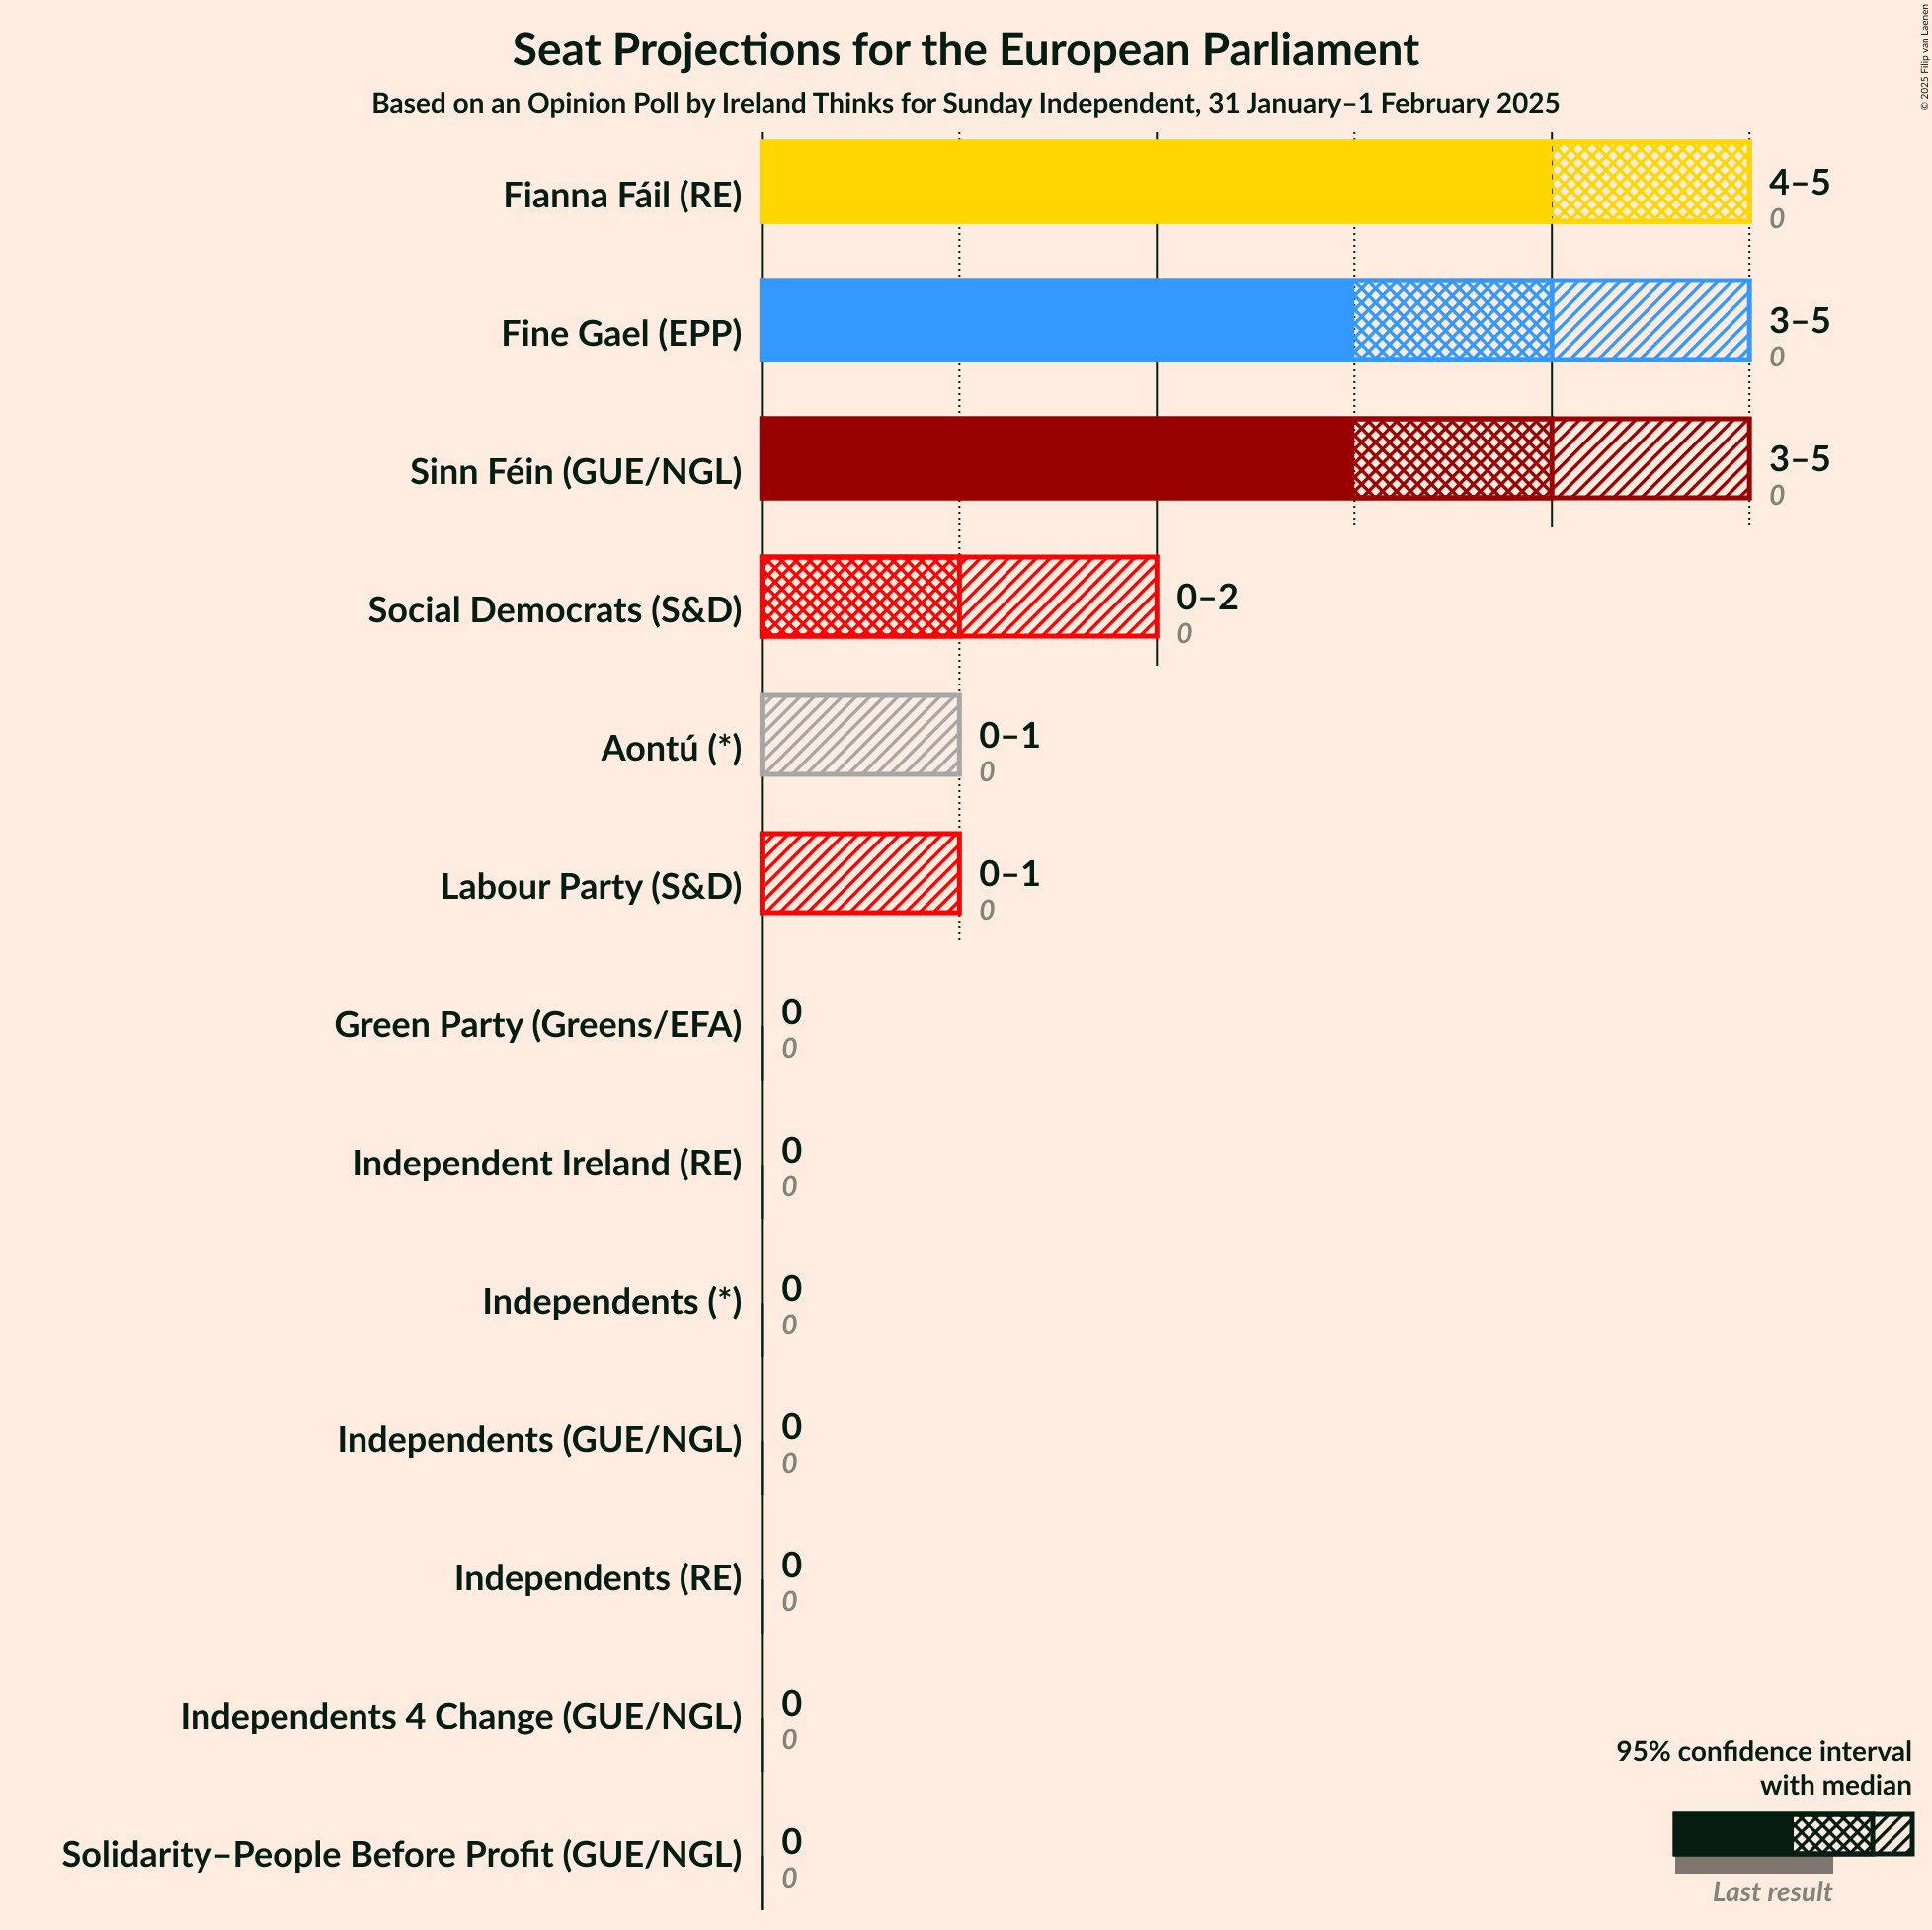 Seat Projections for the European Parliament
Based on an Opinion Poll by Ireland Thinks for Sunday Independent, 31 January–1 February 2025
© 2025 Filip van Laenen
Fianna Fáil (RE)
4–5
0
Fine Gael (EPP)
3–5
0
Sinn Féin (GUE/NGL)
3–5
0
Social Democrats (S&D)
0–2
0
Aontú (*)
0–1
0
Labour Party (S&D)
0–1
0
Green Party (Greens/EFA)
0
0
Independent Ireland (RE)
0
0
Independents (*)
0
0
Independents (GUE/NGL)
0
0
Independents (RE)
0
0
Independents 4 Change (GUE/NGL)
0
0
Solidarity–People Before Profit (GUE/NGL)
0
0
95% confidence interval
with median
Last result